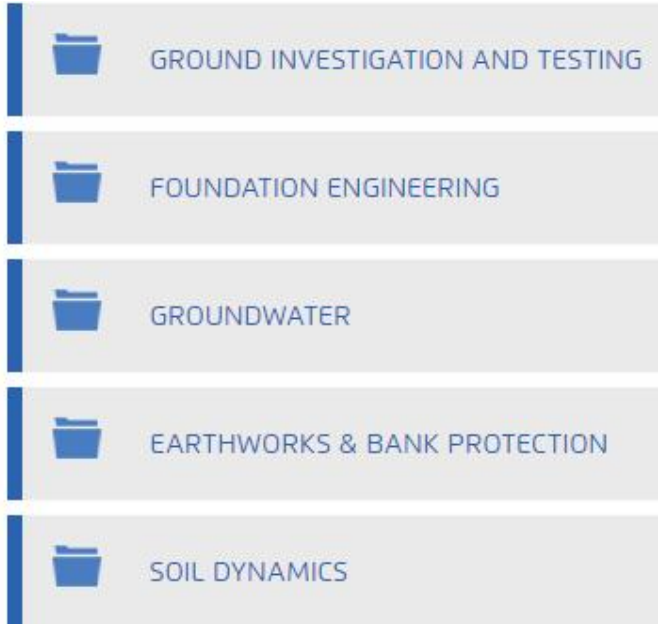 GROUND INVESTIGATION AND TESTING
FOUNDATION ENGINEERING
GROUNDWATER
EARTHWORKS & BANK PROTECTION
SOIL DYNAMICS